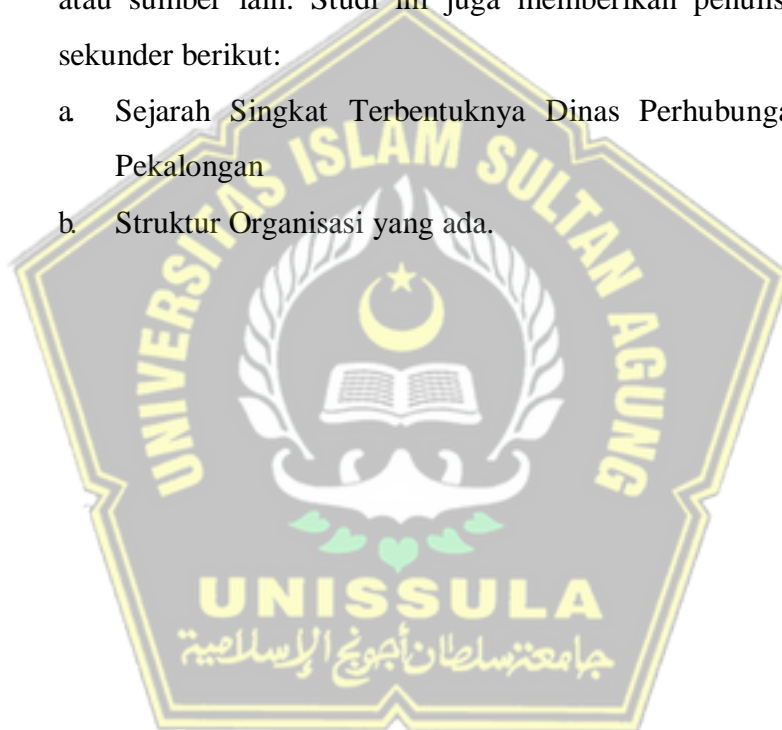 atau sumber lain. Studi ini juga memberikan penulis
sekunder berikut:
a. Sejarah Singkat Terbentuknya Dinas Perhubunga
Pekalongan
b. Struktur Organisasi yang ada.
UNIVERSITAS ISLAM SULTAN AGUNG
UNISSULA
جامعة سلطان أجونج الإسلامية